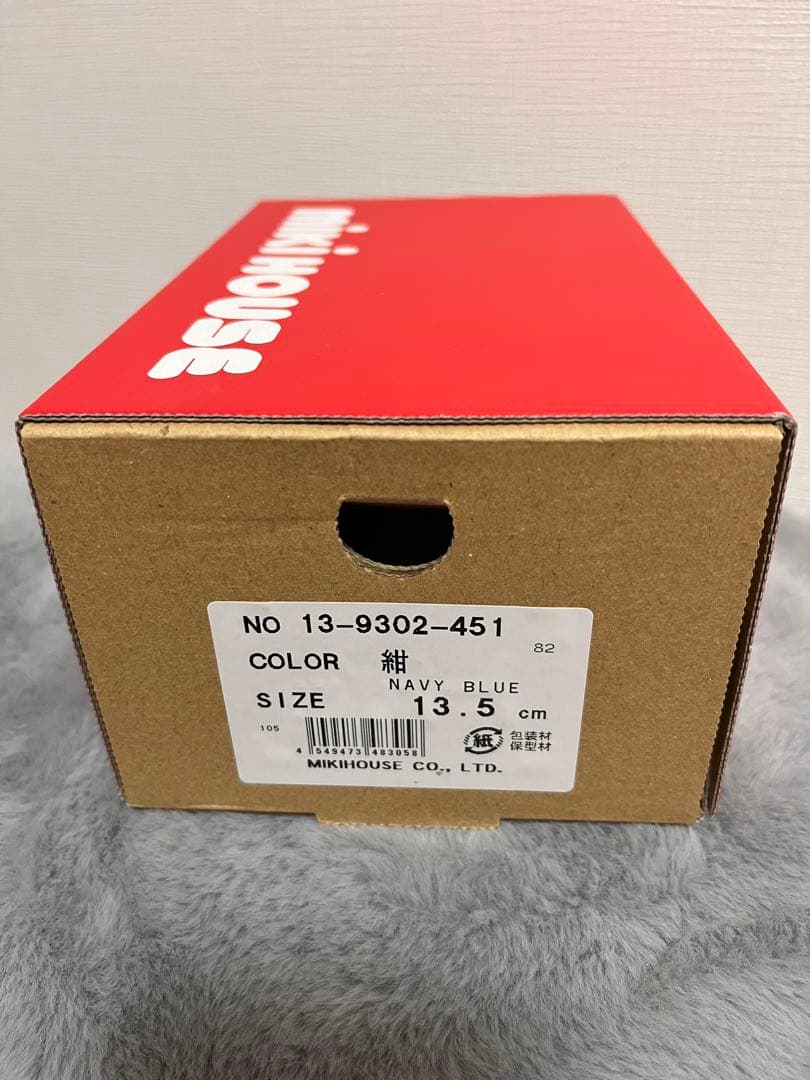 mikiHOUSE
NO 13-9302-451
82
COLOR 紺
NAVY BLUE
SIZE 13.5 cm
105
4 549473 483058
紙 包装材
保型材
MIKIHOUSE CO., LTD.